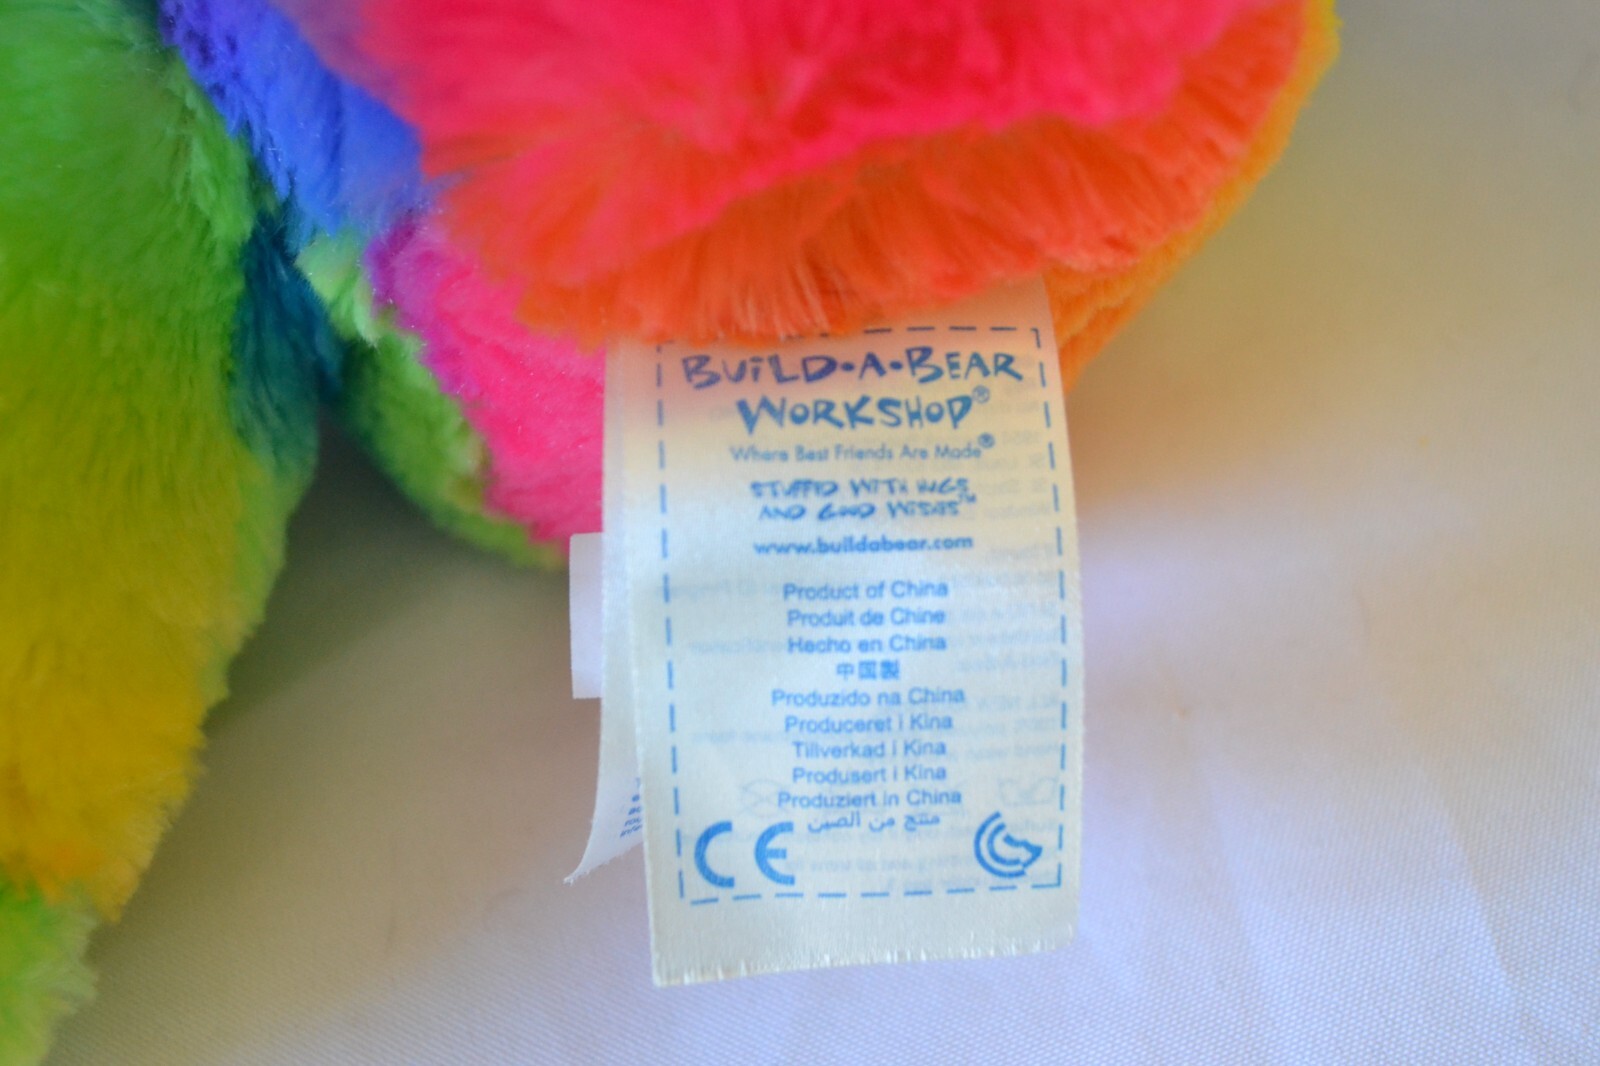 BUiLD•A•BEAR
WORKSHOP®
Where Best Friends Are Made®
STUFFED WITH HUGS
AND GOOD WISHES™
www.buildabear.com
Product of China
Produit de Chine
Hecho en China
中国製
Produzido na China
Produceret i Kina
Tillverkad i Kina
Produsert i Kina
Produziert in China
منتج من الصين
CE